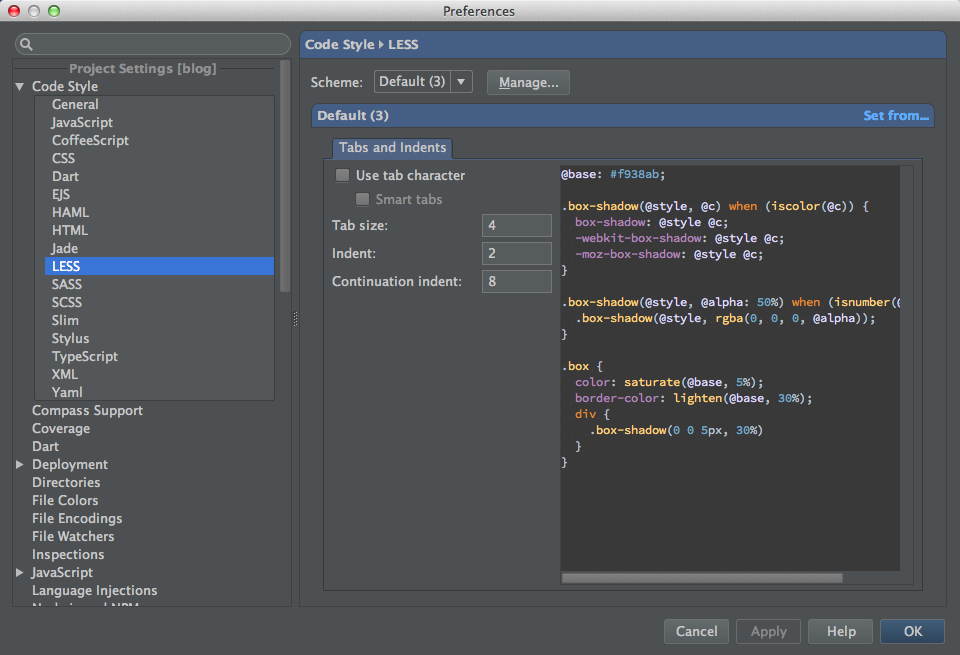 Preferences
Project Settings [blog]
Code Style
General
JavaScript
CoffeeScript
CSS
Dart
EJS
HAML
HTML
Jade
LESS
SASS
SCSS
Slim
Stylus
TypeScript
XML
Yaml
Compass Support
Coverage
Dart
Deployment
Directories
File Colors
File Encodings
File Watchers
Inspections
JavaScript
Language Injections
Code Style ▸ LESS
Scheme: Default (3) Manage...
Default (3) Set from...
Tabs and Indents
Use tab character
Smart tabs
Tab size: 4
Indent: 2
Continuation indent: 8
@base: #f938ab;
.box-shadow(@style, @c) when (iscolor(@c)) {
  box-shadow: @style @c;
  -webkit-box-shadow: @style @c;
  -moz-box-shadow: @style @c;
}
.box-shadow(@style, @alpha: 50%) when (isnumber(
  .box-shadow(@style, rgba(0, 0, 0, @alpha));
}
.box {
  color: saturate(@base, 5%);
  border-color: lighten(@base, 30%);
  div {
    .box-shadow(0 0 5px, 30%)
  }
}
Cancel Apply Help OK